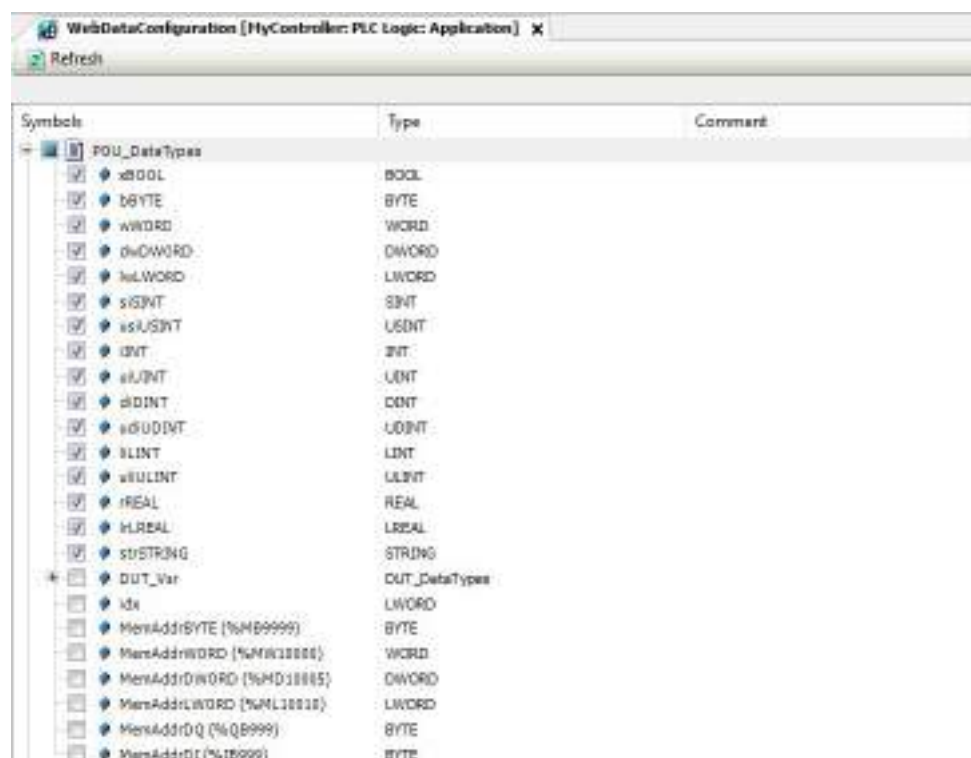 WebDataConfiguration [MyController: PLC Logic: Application]
Refresh
Symbols Type Comment
POU_DataTypes
xBOOL BOOL
bBYTE BYTE
wWORD WORD
dwDWORD DWORD
lwLWORD LWORD
siSINT SINT
usiUSINT USINT
iINT INT
uiUINT UINT
diDINT DINT
udiUDINT UDINT
liLINT LINT
uliULINT ULINT
rREAL REAL
lrLREAL LREAL
strSTRING STRING
DUT_Var DUT_DataTypes
idx LWORD
MemAddrBYTE (%MB9999) BYTE
MemAddrWORD (%MW10000) WORD
MemAddrDWORD (%MD10005) DWORD
MemAddrLWORD (%ML10010) LWORD
MemAddrDQ (%QB999) BYTE
MemAddrDI (%IB999) BYTE